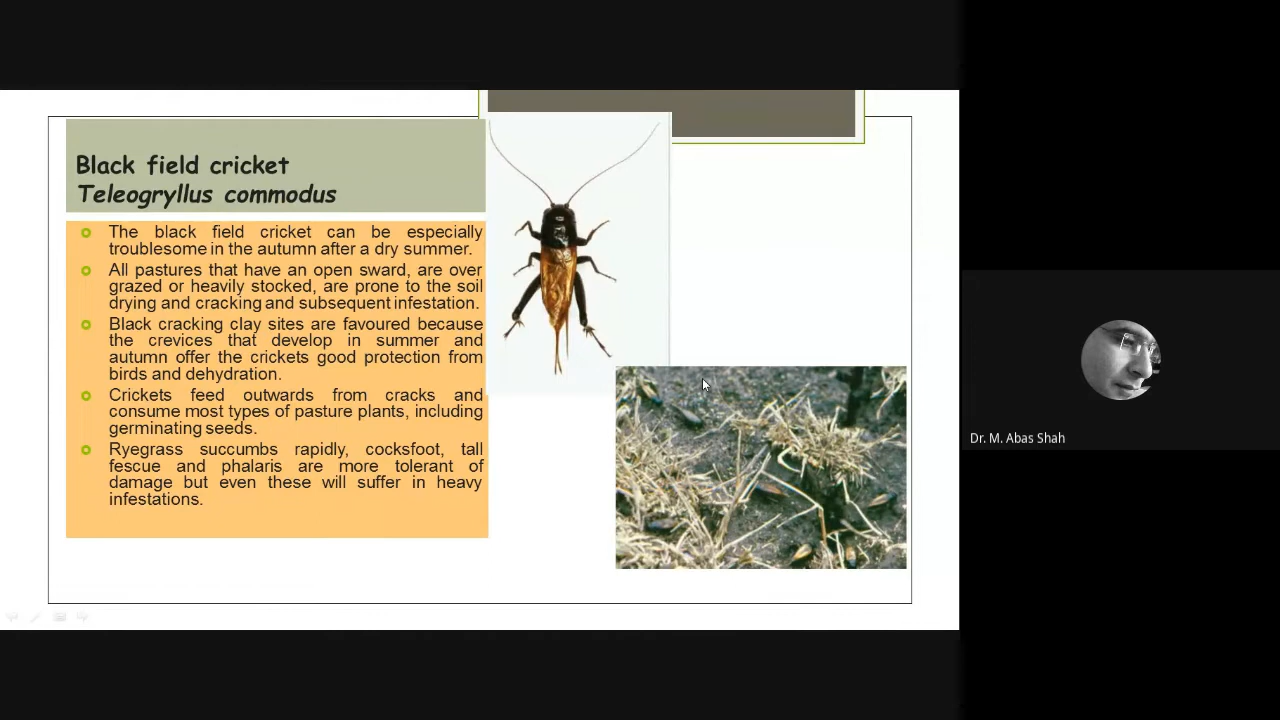 Black field cricket
Teleogryllus commodus
The black field cricket can be especially
troublesome in the autumn after a dry summer.
All pastures that have an open sward, are over
grazed or heavily stocked, are prone to the soil
drying and cracking and subsequent infestation.
Black cracking clay sites are favoured because
the crevices that develop in summer and
autumn offer the crickets good protection from
birds and dehydration.
Crickets feed outwards from cracks and
consume most types of pasture plants, including
germinating seeds.
Ryegrass succumbs rapidly, cocksfoot, tall
fescue and phalaris are more tolerant of
damage but even these will suffer in heavy
infestations.
Dr. M. Abas Shah